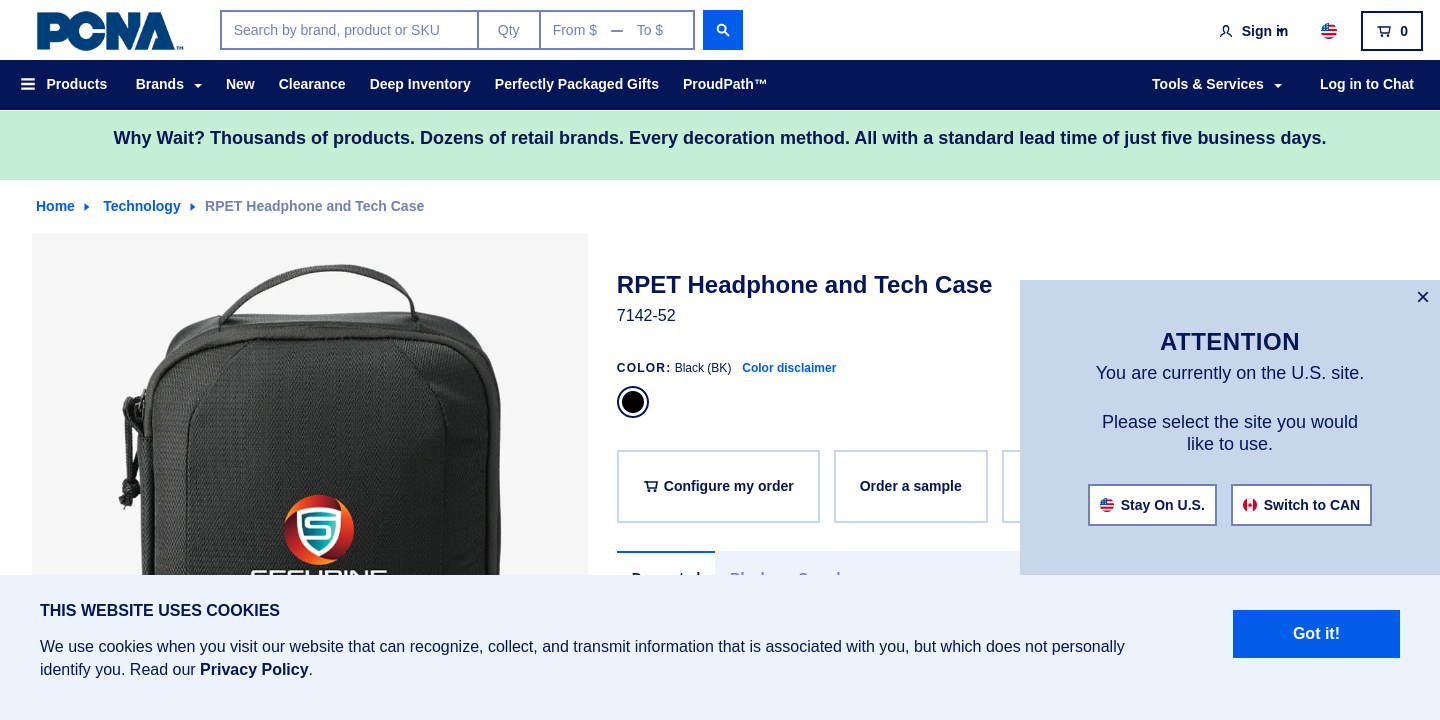 PCNA™
Search by brand, product or SKU
Qty
From $
To $
Sign in
0
Products
Brands
New
Clearance
Deep Inventory
Perfectly Packaged Gifts
ProudPath™
Tools & Services
Log in to Chat
Why Wait? Thousands of products. Dozens of retail brands. Every decoration method. All with a standard lead time of just five business days.
Home
Technology
RPET Headphone and Tech Case
RPET Headphone and Tech Case
7142-52
COLOR: Black (BK) Color disclaimer
Configure my order
Order a sample
ATTENTION
You are currently on the U.S. site.
Please select the site you would
like to use.
Stay On U.S.
Switch to CAN
THIS WEBSITE USES COOKIES
We use cookies when you visit our website that can recognize, collect, and transmit information that is associated with you, but which does not personally
identify you. Read our Privacy Policy.
Got it!